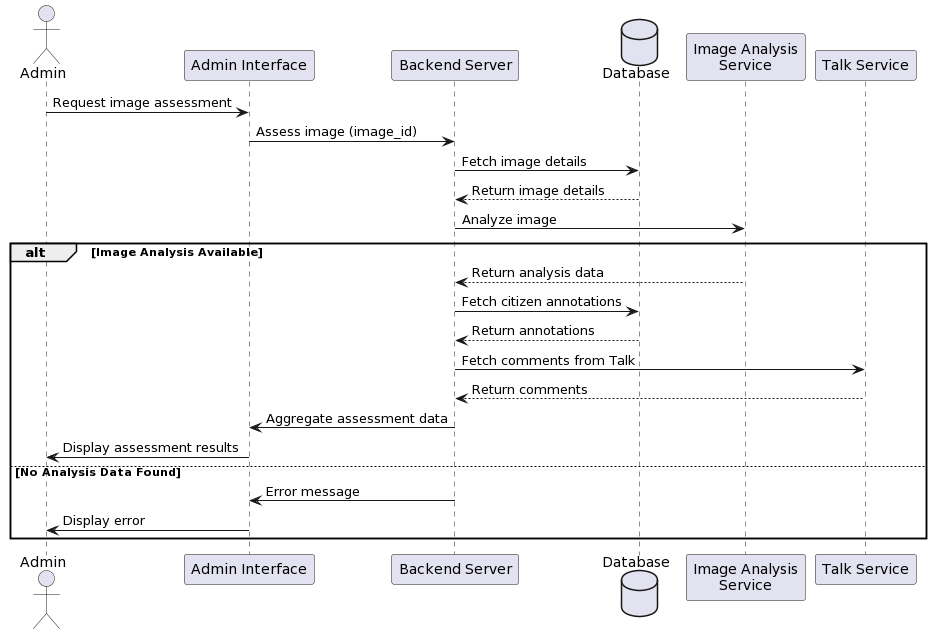 Admin
Admin Interface
Backend Server
Database
Image Analysis
Service
Talk Service
Request image assessment
Assess image (image_id)
Fetch image details
Return image details
Analyze image
alt
[Image Analysis Available]
Return analysis data
Fetch citizen annotations
Return annotations
Fetch comments from Talk
Return comments
Aggregate assessment data
Display assessment results
[No Analysis Data Found]
Error message
Display error
Admin
Admin Interface
Backend Server
Database
Image Analysis
Service
Talk Service